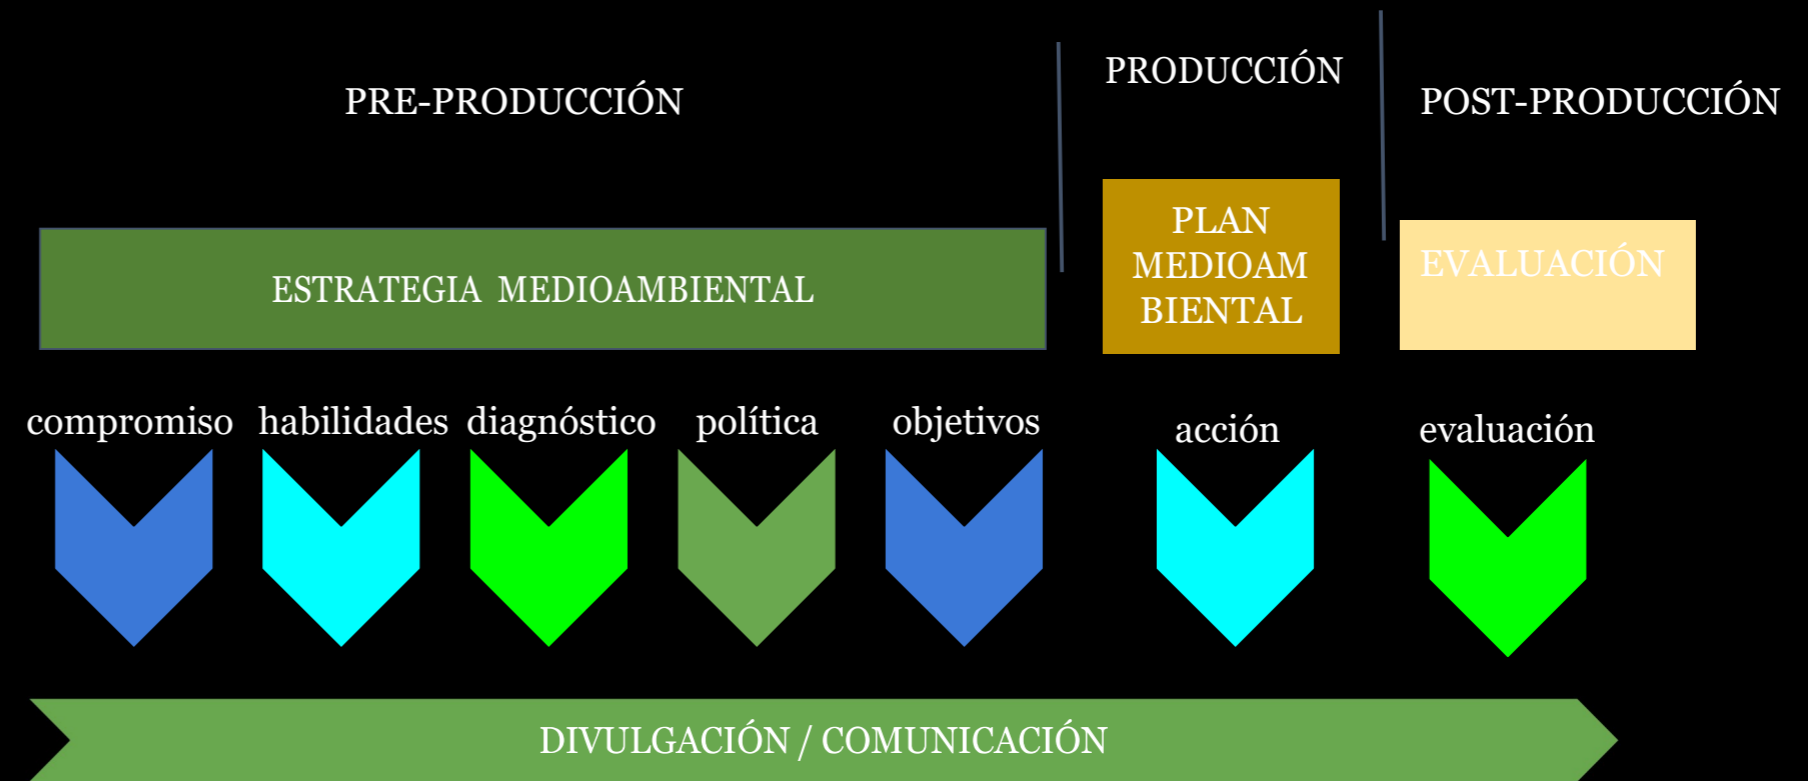 PRE-PRODUCCIÓN
PRODUCCIÓN
POST-PRODUCCIÓN
ESTRATEGIA MEDIOAMBIENTAL
PLAN
MEDIOAM
BIENTAL
EVALUACIÓN
compromiso
habilidades
diagnóstico
política
objetivos
acción
evaluación
DIVULGACIÓN / COMUNICACIÓN